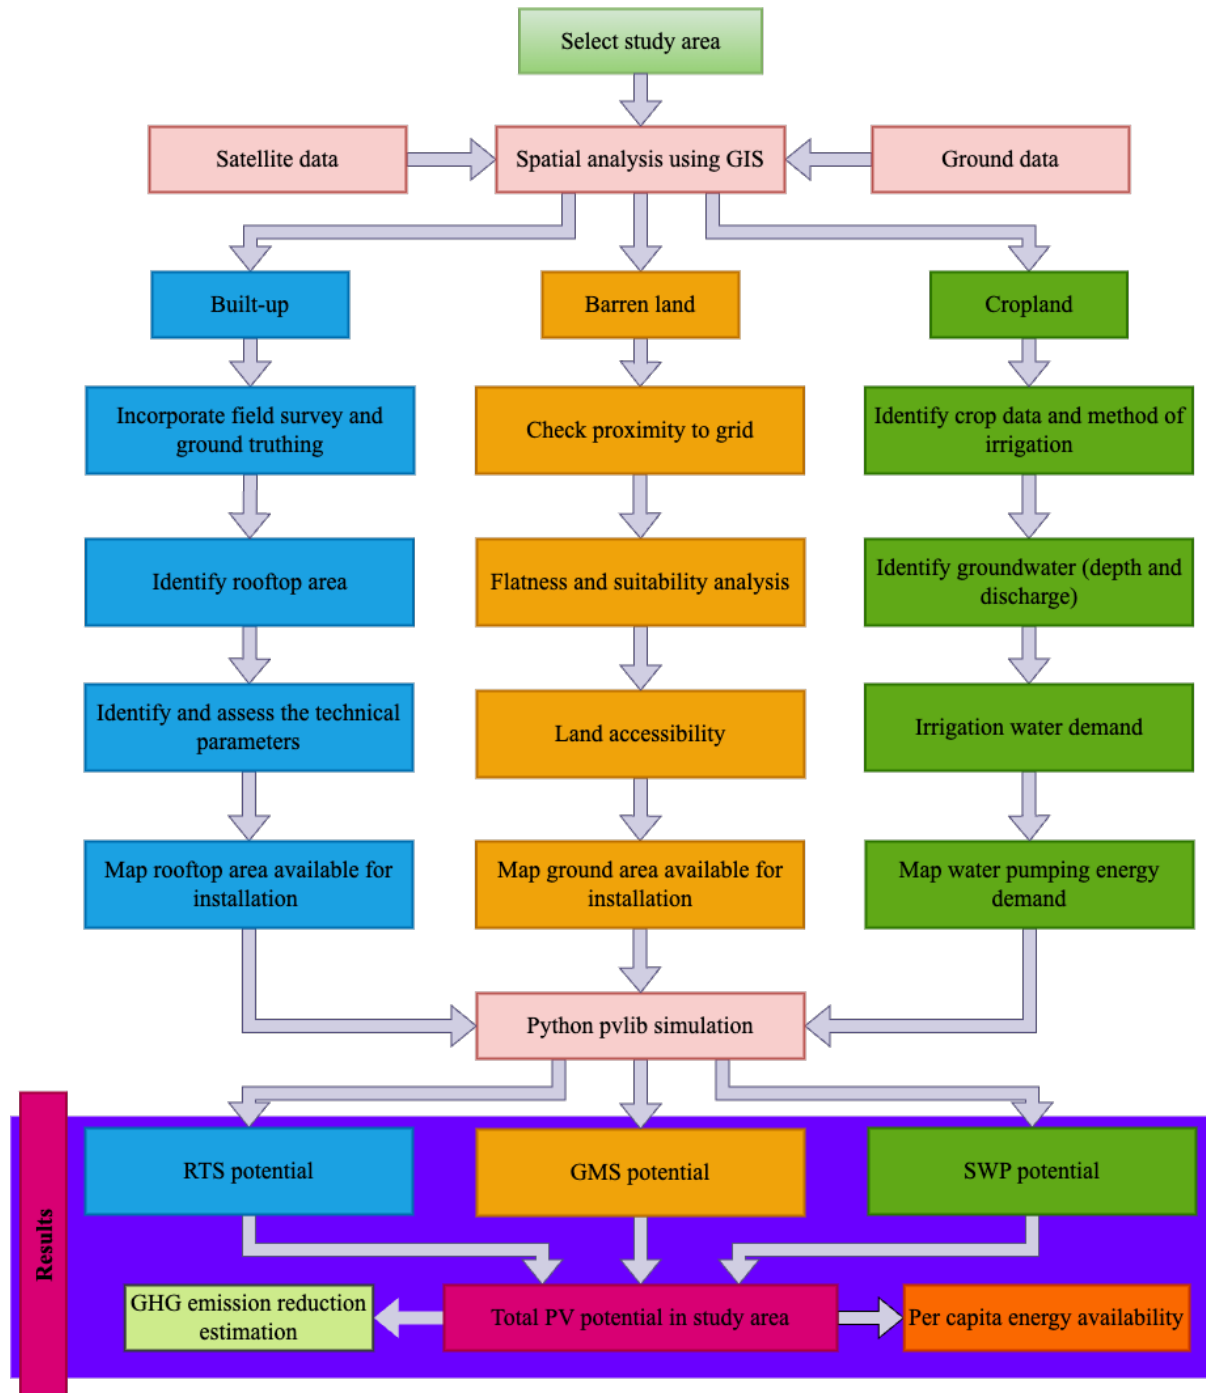 Select study area
Satellite data
Spatial analysis using GIS
Ground data
Built-up
Barren land
Cropland
Incorporate field survey and
ground truthing
Check proximity to grid
Identify crop data and method of
irrigation
Identify rooftop area
Flatness and suitability analysis
Identify groundwater (depth and
discharge)
Identify and assess the technical
parameters
Land accessibility
Irrigation water demand
Map rooftop area available for
installation
Map ground area available for
installation
Map water pumping energy
demand
Python pvlib simulation
Results
RTS potential
GMS potential
SWP potential
GHG emission reduction
estimation
Total PV potential in study area
Per capita energy availability